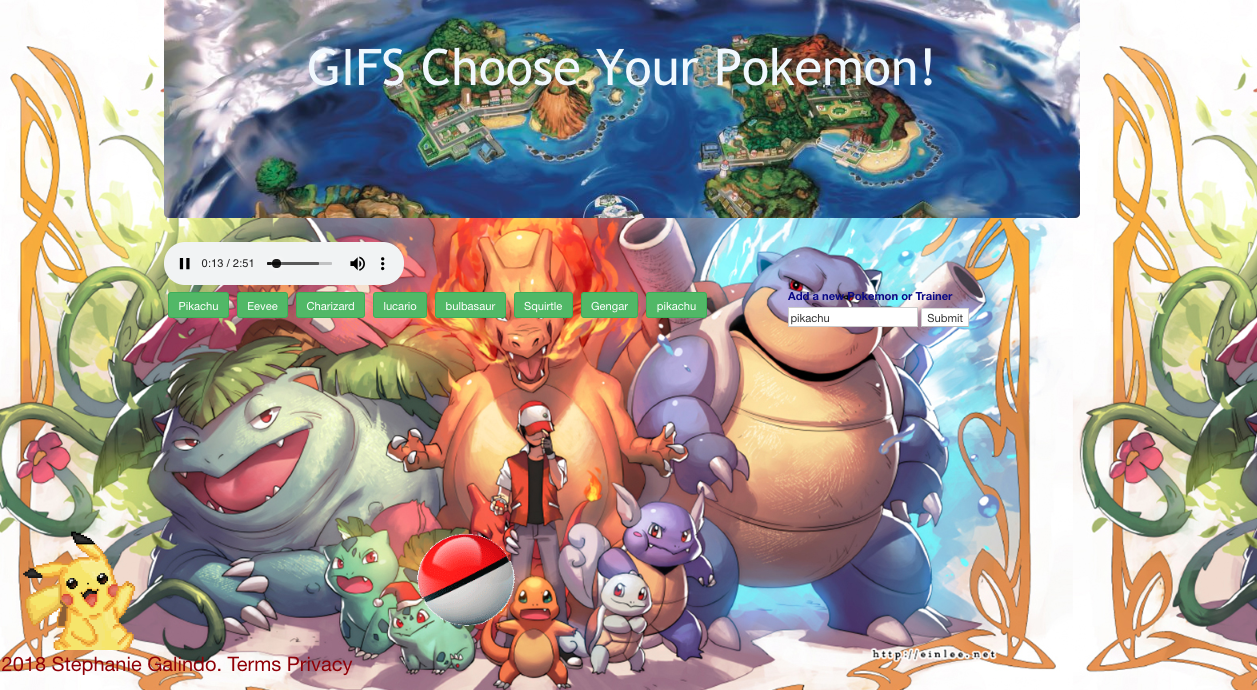 GIFS Choose Your Pokemon!
0:13 / 2:51
Pikachu Eevee Charizard lucario bulbasaur Squirtle Gengar pikachu
Add a new Pokemon or Trainer
pikachu Submit
http://einlee.net
2018 Stephanie Galindo. Terms Privacy